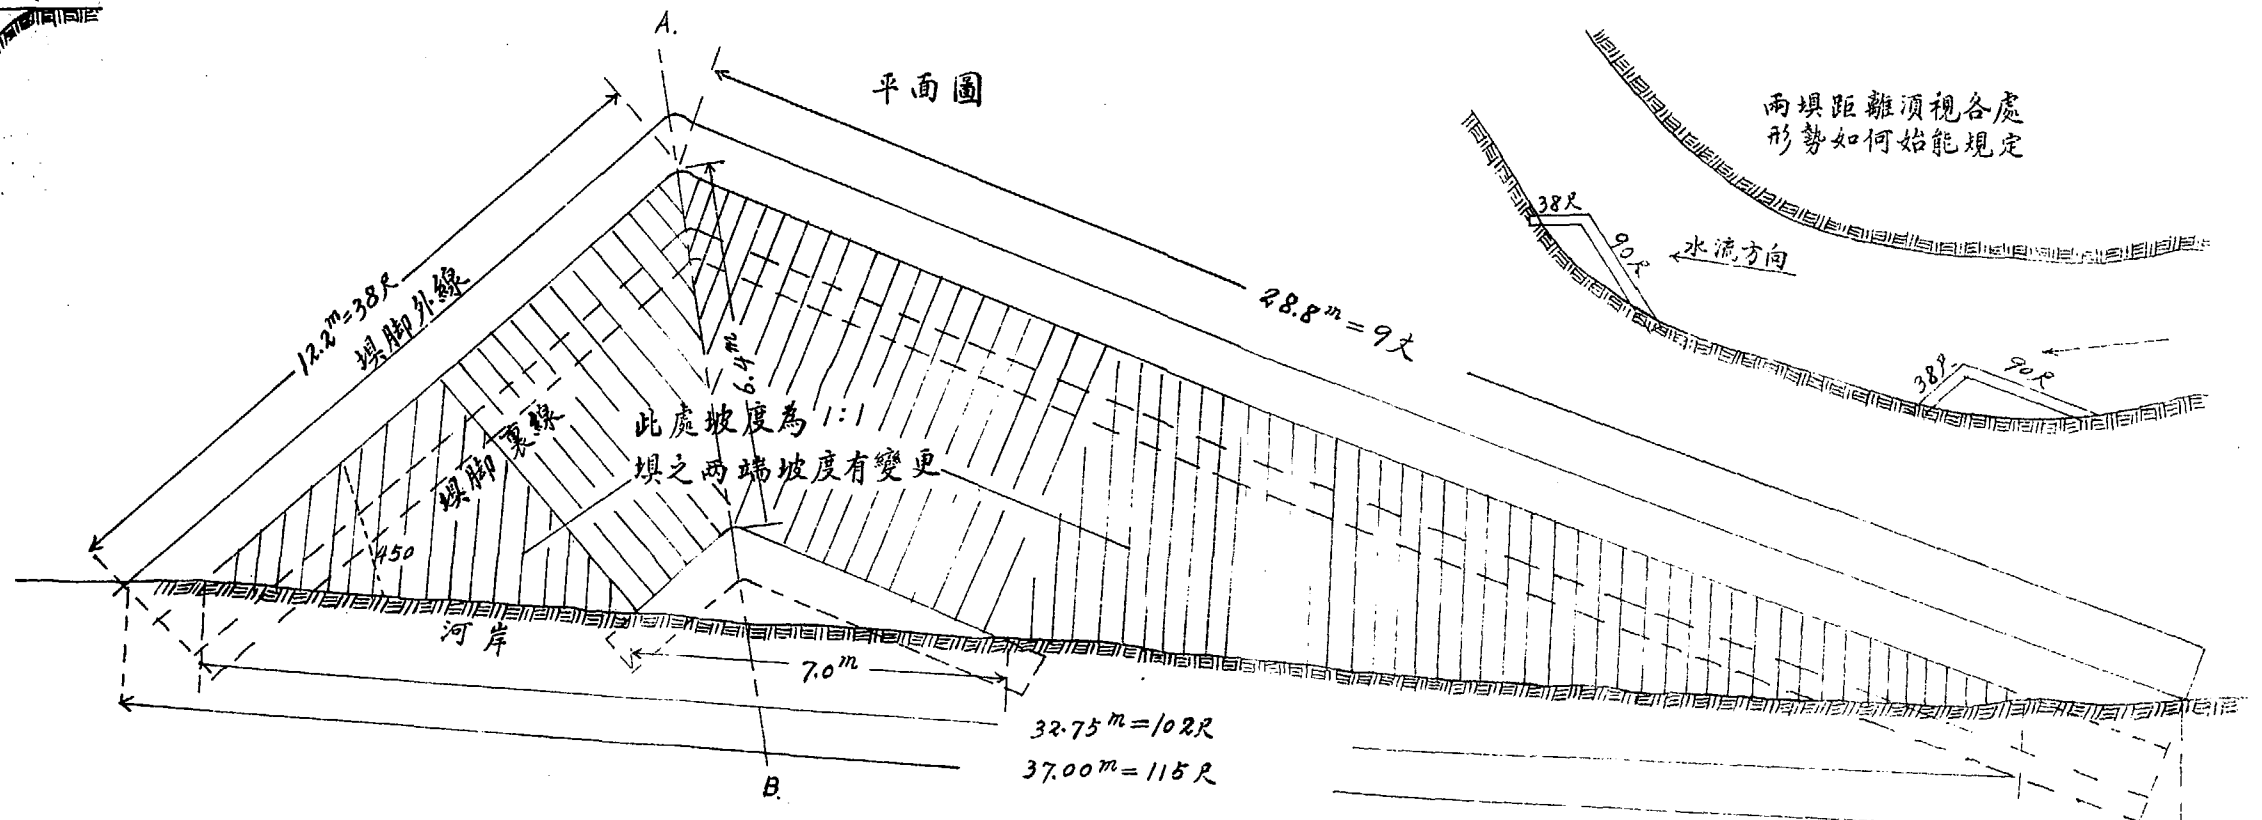 A.
平面圖
兩垻距離須視各處
形勢如何始能規定
38尺
90尺
水流方向
38尺
90尺
12.2m=38尺
垻脚外線
28.8m=9丈
6.4m
垻脚裏線
此處坡度為1:1
垻之兩端坡度有變更
450
河岸
7.0m
32.75m=102尺
37.00m=115尺
B.